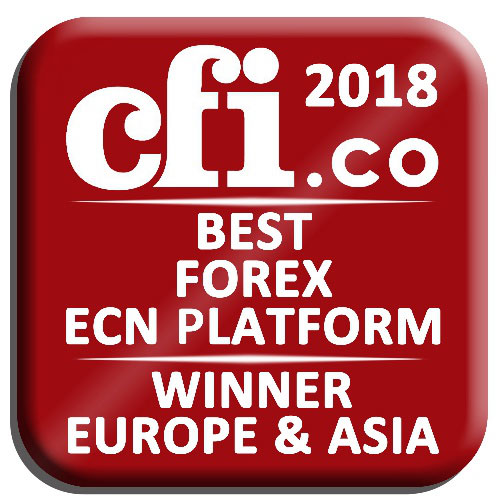 cfi.co 2018
BEST
FOREX
ECN PLATFORM
WINNER
EUROPE & ASIA